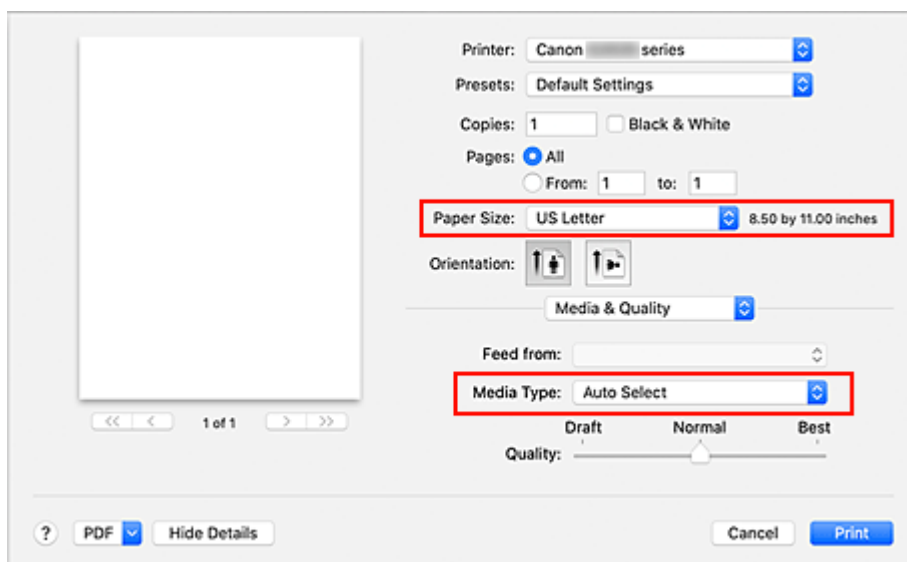 Printer: Canon series
Presets: Default Settings
Copies: 1 Black & White
Pages: All
From: 1 to: 1
Paper Size: US Letter 8.50 by 11.00 inches
Orientation:
Media & Quality
Feed from:
Media Type: Auto Select
<< < 1 of 1 > >>
Draft Normal Best
Quality:
? PDF Hide Details Cancel Print